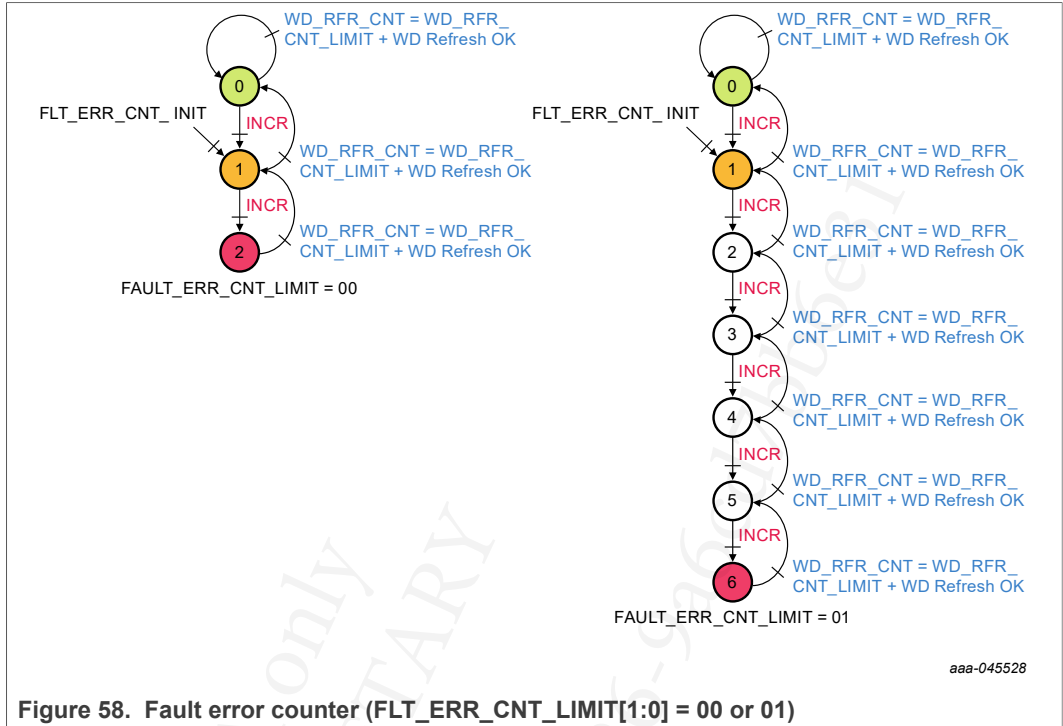 WD_RFR_CNT = WD_RFR_
CNT_LIMIT + WD Refresh OK
0
FLT_ERR_CNT_ INIT
INCR
WD_RFR_CNT = WD_RFR_
CNT_LIMIT + WD Refresh OK
1
INCR
WD_RFR_CNT = WD_RFR_
CNT_LIMIT + WD Refresh OK
2
FAULT_ERR_CNT_LIMIT = 00
WD_RFR_CNT = WD_RFR_
CNT_LIMIT + WD Refresh OK
0
FLT_ERR_CNT_ INIT
INCR
WD_RFR_CNT = WD_RFR_
CNT_LIMIT + WD Refresh OK
1
INCR
WD_RFR_CNT = WD_RFR_
CNT_LIMIT + WD Refresh OK
2
INCR
WD_RFR_CNT = WD_RFR_
CNT_LIMIT + WD Refresh OK
3
INCR
WD_RFR_CNT = WD_RFR_
CNT_LIMIT + WD Refresh OK
4
INCR
WD_RFR_CNT = WD_RFR_
CNT_LIMIT + WD Refresh OK
5
INCR
WD_RFR_CNT = WD_RFR_
CNT_LIMIT + WD Refresh OK
6
FAULT_ERR_CNT_LIMIT = 01
only
aaa-045528
Figure 58. Fault error counter (FLT_ERR_CNT_LIMIT[1:0] = 00 or 01)